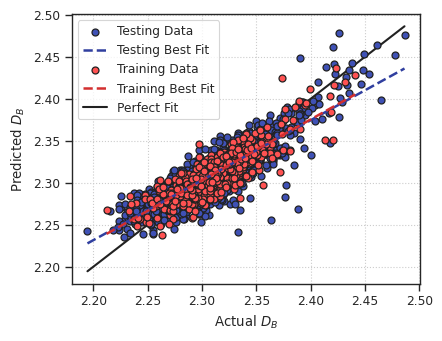 Testing Data
Testing Best Fit
Training Data
Training Best Fit
Perfect Fit
Predicted D_B
2.50
2.45
2.40
2.35
2.30
2.25
2.20
2.20 2.25 2.30 2.35 2.40 2.45 2.50
Actual D_B